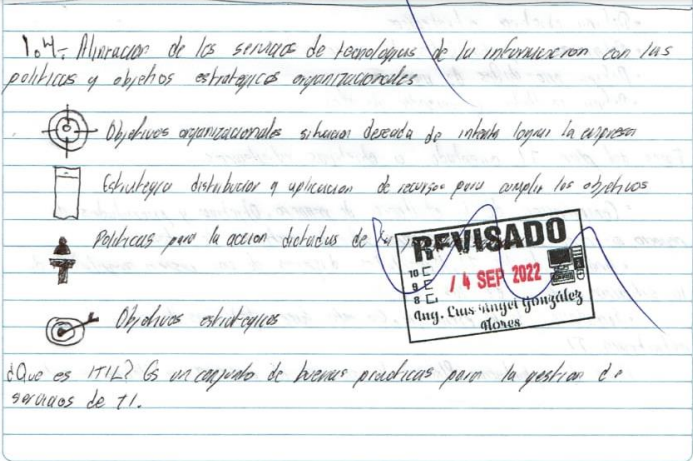 1.4- Alineacion de los servicios de tecnologias de la informacion con las
politicas y objetivos estrategicos organizacionales
Objetivos organizacionales situacion deseada de intenta lograr la empresa
Estrategia distribucion y aplicacion de recursos para cumplir los objetivos
Politicas para la accion dictadas de
REVISADO
10
9
8
14 SEP 2022
Ing. Luis Angel González
Flores
Objetivos estrategicos
¿Que es ITIL? Es un conjunto de buenas practicas para la gestion de
servicios de TI.